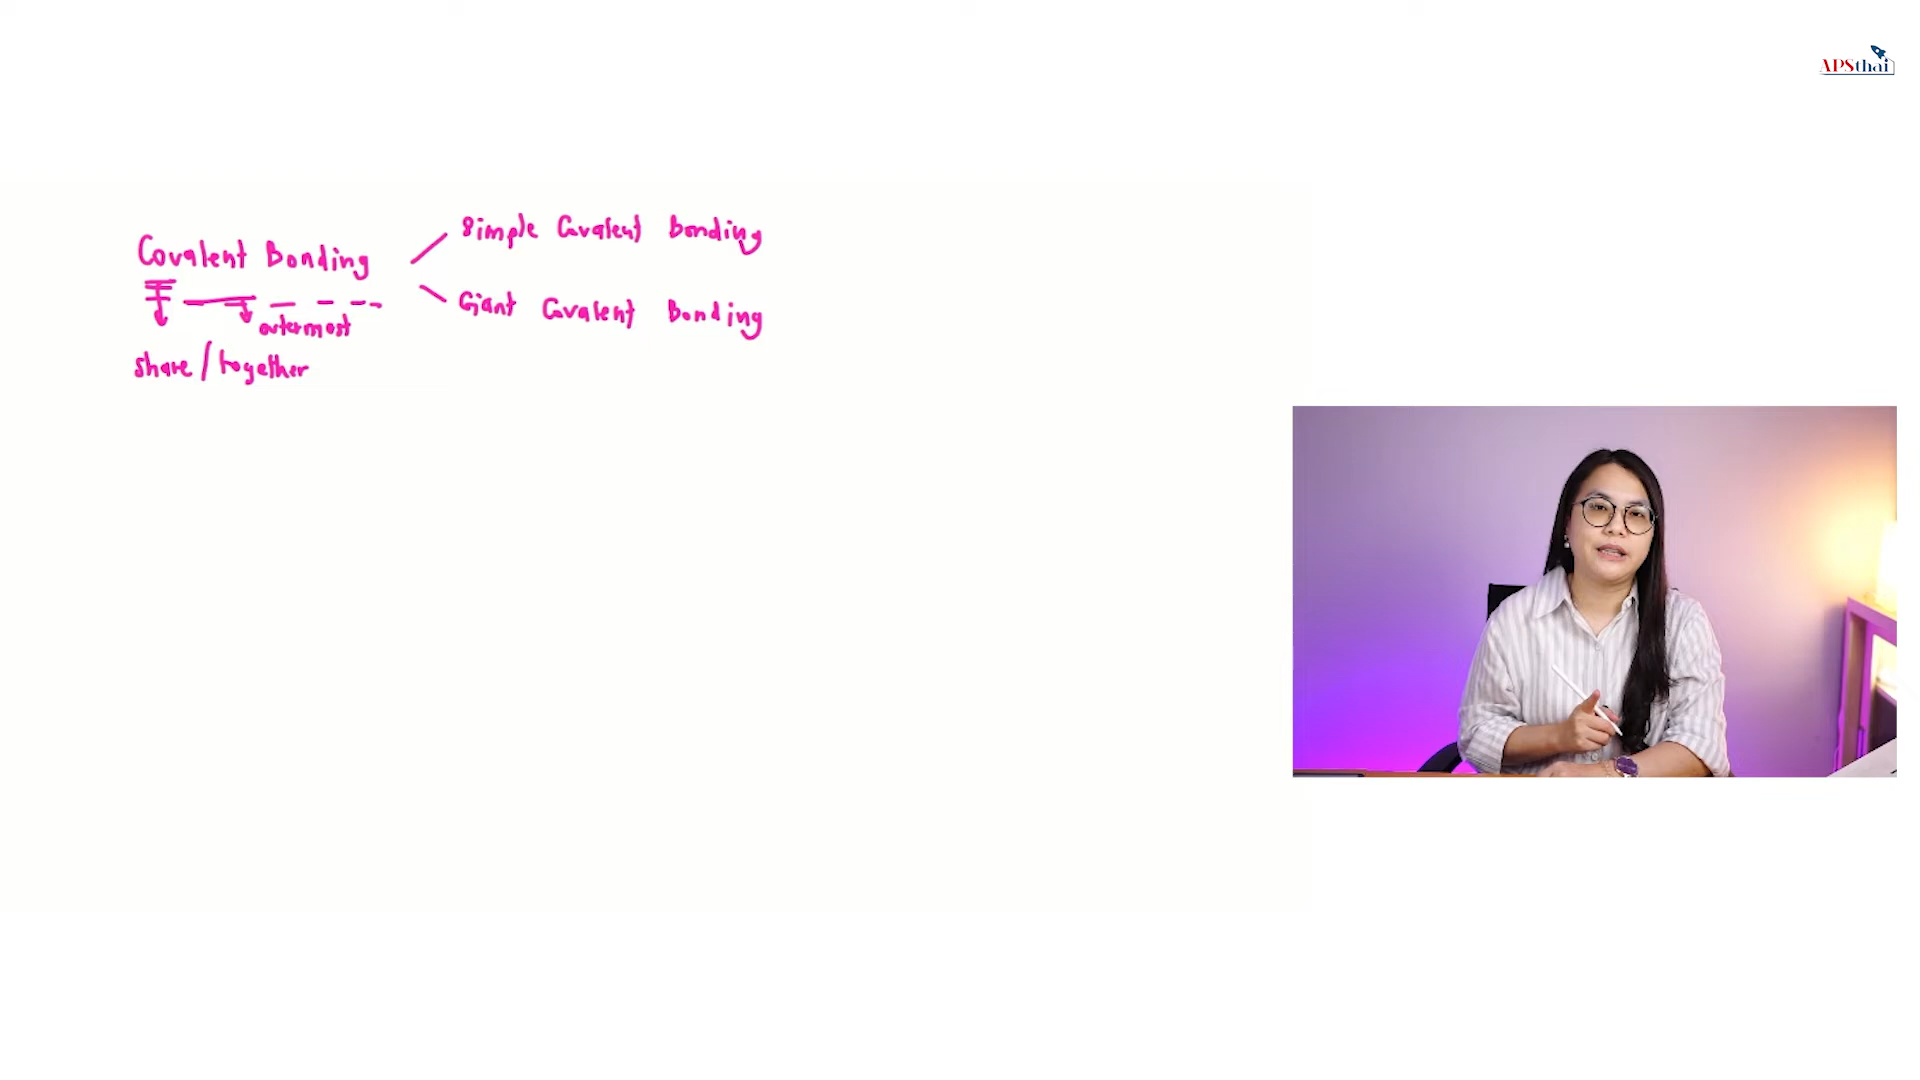 APSthai
Covalent Bonding
outermost
share / together
Simple Covalent Bonding
Giant Covalent Bonding